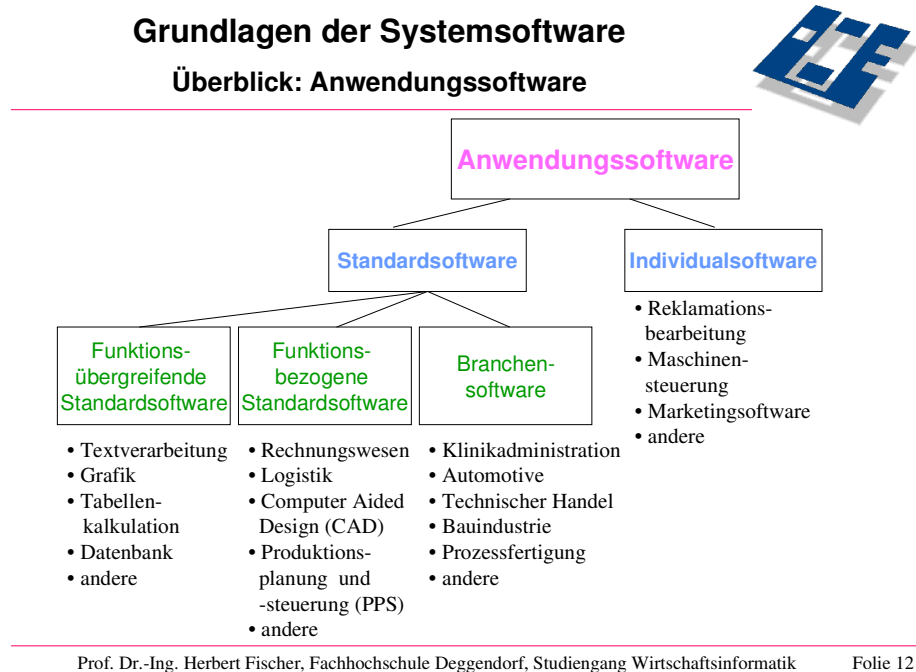 Grundlagen der Systemsoftware
Überblick: Anwendungssoftware
Anwendungssoftware
Standardsoftware
Individualsoftware
• Reklamations-
bearbeitung
• Maschinen-
steuerung
• Marketingsoftware
• andere
Funktions-
übergreifende
Standardsoftware
• Textverarbeitung
• Grafik
• Tabellen-
kalkulation
• Datenbank
• andere
Funktions-
bezogene
Standardsoftware
• Rechnungswesen
• Logistik
• Computer Aided
Design (CAD)
• Produktions-
planung und
-steuerung (PPS)
• andere
Branchen-
software
• Klinikadministration
• Automotive
• Technischer Handel
• Bauindustrie
• Prozessfertigung
• andere
Prof. Dr.-Ing. Herbert Fischer, Fachhochschule Deggendorf, Studiengang Wirtschaftsinformatik Folie 12